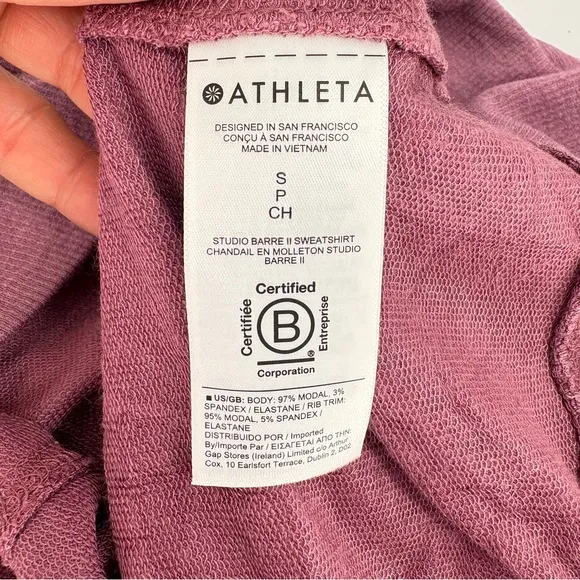 ATHLETA
DESIGNED IN SAN FRANCISCO
CONÇU À SAN FRANCISCO
MADE IN VIETNAM
S
P
CH
STUDIO BARRE II SWEATSHIRT
CHANDAIL EN MOLLETON STUDIO
BARRE II
Certified
Certifiée
B
Entreprise
®
Corporation
■ US/GB: BODY: 97% MODAL, 3%
SPANDEX / ELASTANE / RIB TRIM:
95% MODAL, 5% SPANDEX /
ELASTANE
DISTRIBUIDO POR / Imported
By/Importe Par / ΕΙΣΑΓΕΤΑΙ ΑΠΟ ΤΗΝ:
Gap Stores (Ireland) Limited c/o Arthur
Cox, 10 Earlsfort Terrace, Dublin 2, D02